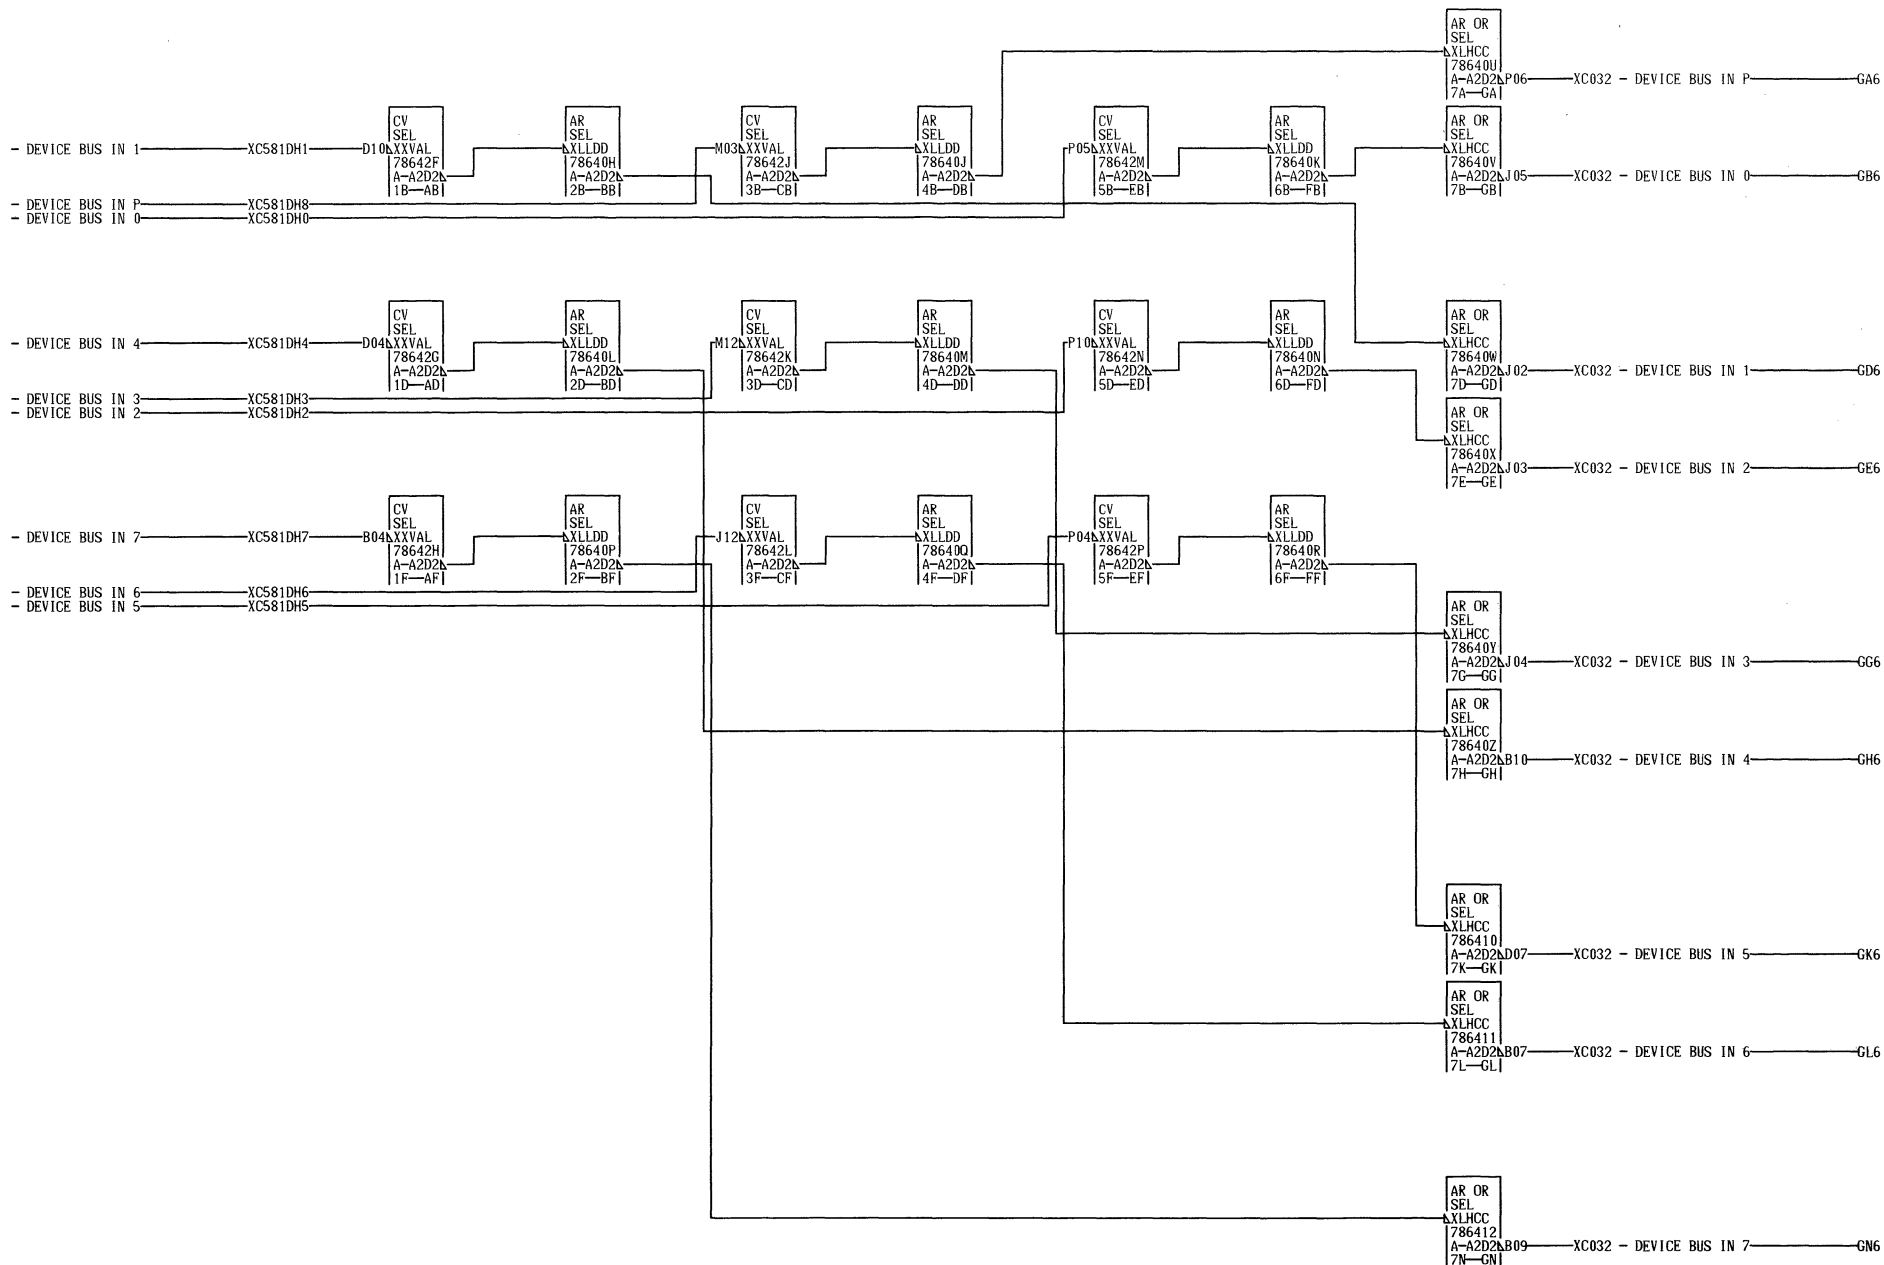 AR OR
SEL
XLHCC
78640U
A-A2D2 P06 XC032 - DEVICE BUS IN P GA6
7A GA
CV
SEL
- DEVICE BUS IN 1 XC581DH1 D10 XXVAL
78642F
A-A2D2
1B AB
AR
SEL
XLLDD
78640H
A-A2D2
2B BB
CV
SEL
M03 XXVAL
78642J
A-A2D2
3B CB
AR
SEL
XLLDD
78640J
A-A2D2
4B DB
CV
SEL
P05 XXVAL
78642M
A-A2D2
5B EB
AR
SEL
XLLDD
78640K
A-A2D2
6B FB
AR OR
SEL
XLHCC
78640V
A-A2D2 J05 XC032 - DEVICE BUS IN 0 GB6
7B GB
- DEVICE BUS IN P XC581DH8
- DEVICE BUS IN 0 XC581DH0
CV
SEL
- DEVICE BUS IN 4 XC581DH4 D04 XXVAL
78642G
A-A2D2
1D AD
AR
SEL
XLLDD
78640L
A-A2D2
2D BD
CV
SEL
M12 XXVAL
78642K
A-A2D2
3D CD
AR
SEL
XLLDD
78640M
A-A2D2
4D DD
CV
SEL
P10 XXVAL
78642N
A-A2D2
5D ED
AR
SEL
XLLDD
78640N
A-A2D2
6D FD
AR OR
SEL
XLHCC
78640W
A-A2D2 J02 XC032 - DEVICE BUS IN 1 GD6
7D GD
- DEVICE BUS IN 3 XC581DH3
- DEVICE BUS IN 2 XC581DH2
AR OR
SEL
XLHCC
78640X
A-A2D2 J03 XC032 - DEVICE BUS IN 2 GE6
7E GE
CV
SEL
- DEVICE BUS IN 7 XC581DH7 B04 XXVAL
78642H
A-A2D2
1F AF
AR
SEL
XLLDD
78640P
A-A2D2
2F BF
CV
SEL
J12 XXVAL
78642L
A-A2D2
3F CF
AR
SEL
XLLDD
78640Q
A-A2D2
4F DF
CV
SEL
P04 XXVAL
78642P
A-A2D2
5F EF
AR
SEL
XLLDD
78640R
A-A2D2
6F FF
- DEVICE BUS IN 6 XC581DH6
- DEVICE BUS IN 5 XC581DH5
AR OR
SEL
XLHCC
78640Y
A-A2D2 J04 XC032 - DEVICE BUS IN 3 GG6
7G GG
AR OR
SEL
XLHCC
78640Z
A-A2D2 B10 XC032 - DEVICE BUS IN 4 GH6
7H GH
AR OR
SEL
XLHCC
786410
A-A2D2 D07 XC032 - DEVICE BUS IN 5 GK6
7K GK
AR OR
SEL
XLHCC
786411
A-A2D2 B07 XC032 - DEVICE BUS IN 6 GL6
7L GL
AR OR
SEL
XLHCC
786412
A-A2D2 B09 XC032 - DEVICE BUS IN 7 GN6
7N GN